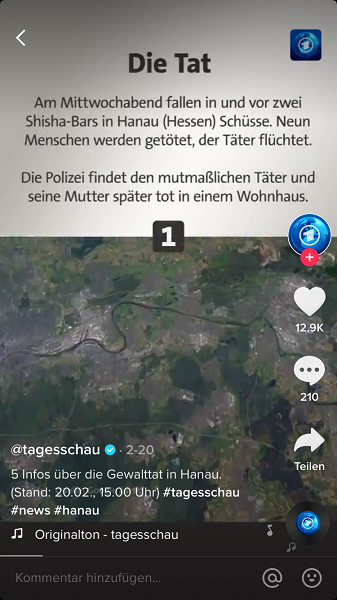 Die Tat
Am Mittwochabend fallen in und vor zwei
Shisha-Bars in Hanau (Hessen) Schüsse. Neun
Menschen werden getötet, der Täter flüchtet.
Die Polizei findet den mutmaßlichen Täter und
seine Mutter später tot in einem Wohnhaus.
1
12,9K
210
Teilen
@tagesschau · 2-20
5 Infos über die Gewalttat in Hanau.
(Stand: 20.02., 15.00 Uhr) #tagesschau
#news #hanau
Originalton - tagesschau
Kommentar hinzufügen...